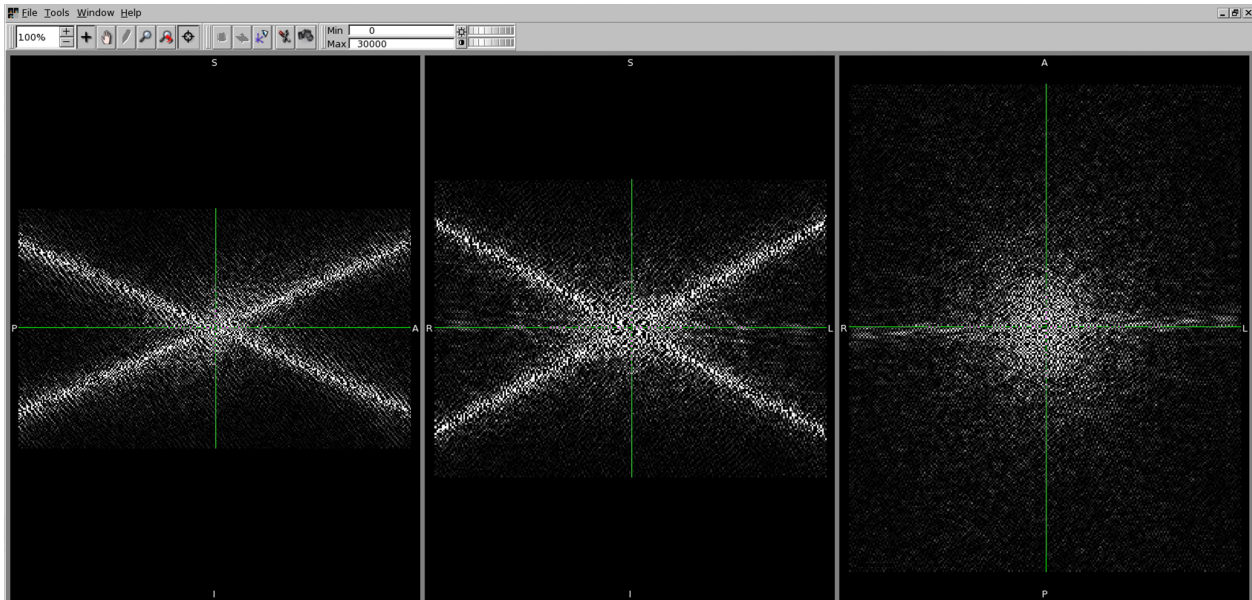 File Tools Window Help
100%
Min 0
Max 30000
S S A
P A R L R L
I I P